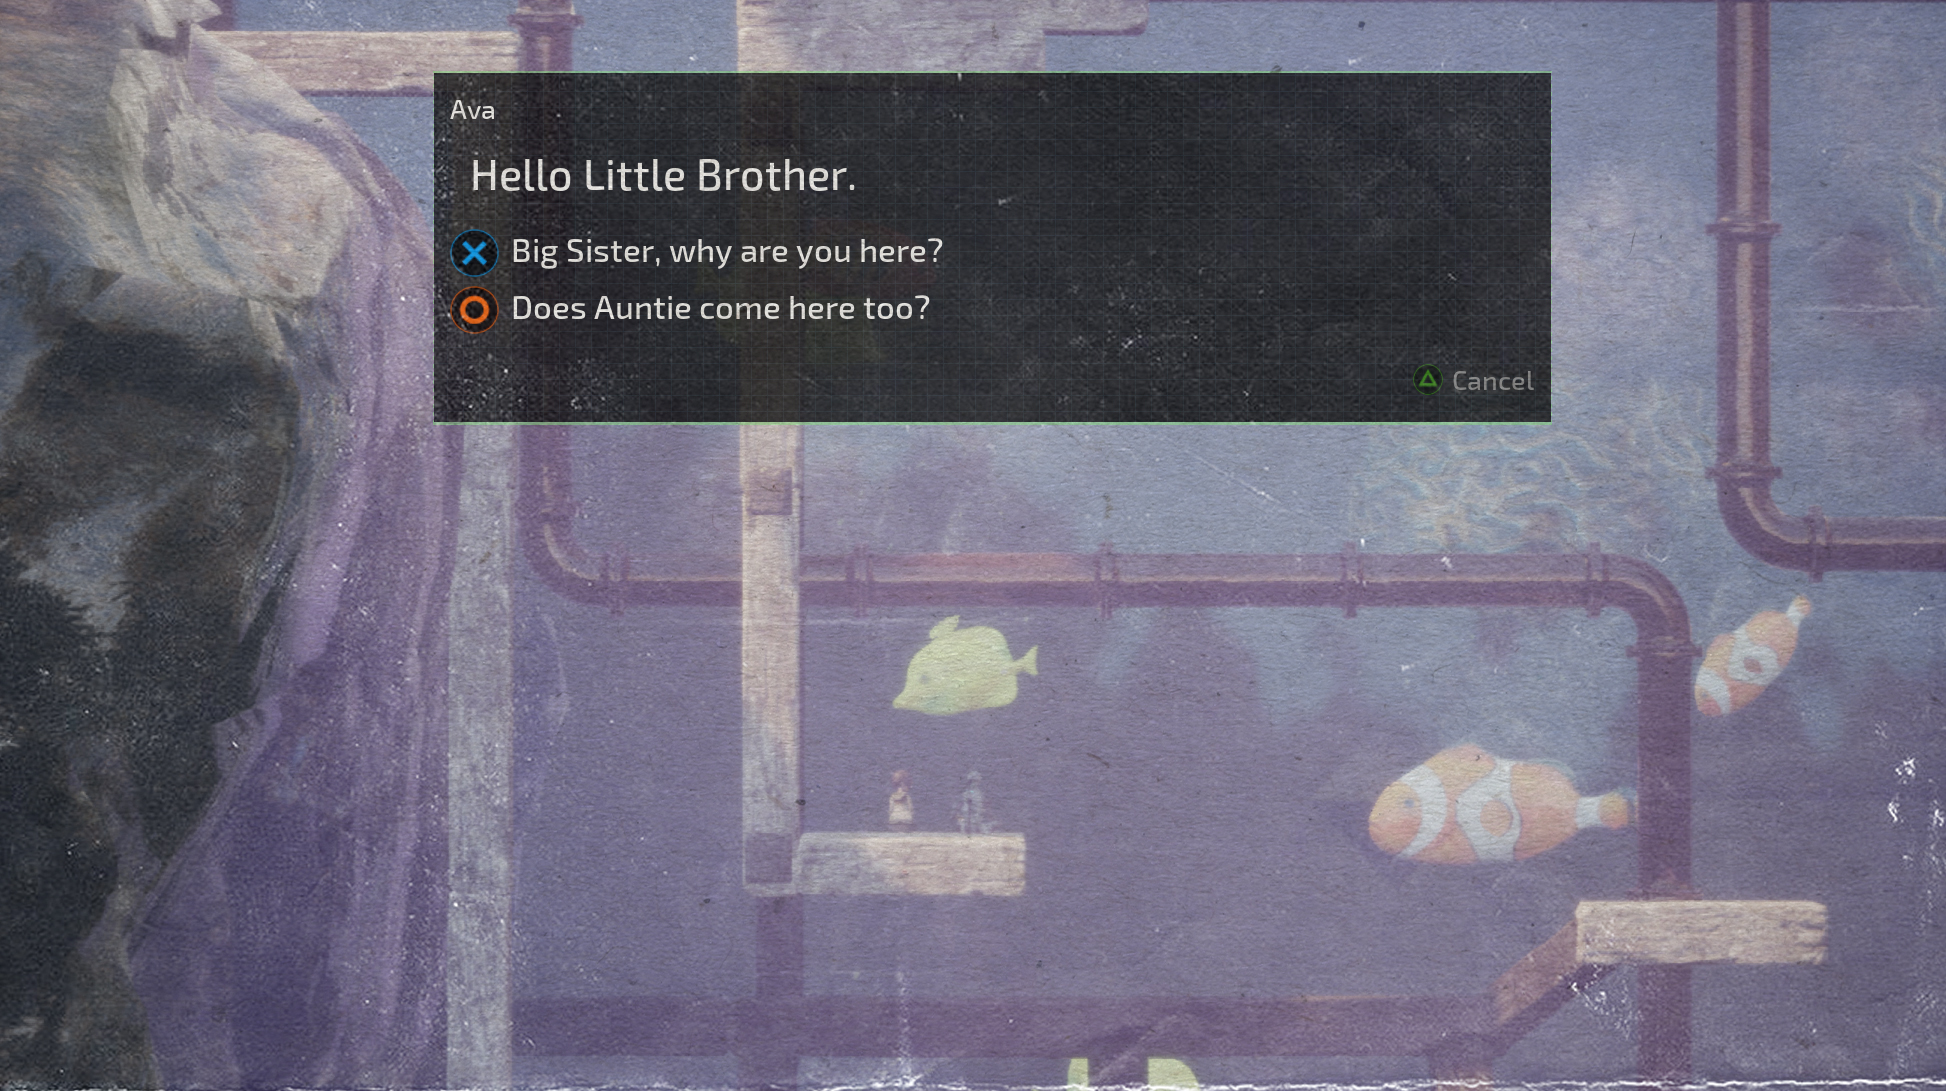 Ava
Hello Little Brother.
Big Sister, why are you here?
Does Auntie come here too?
Cancel